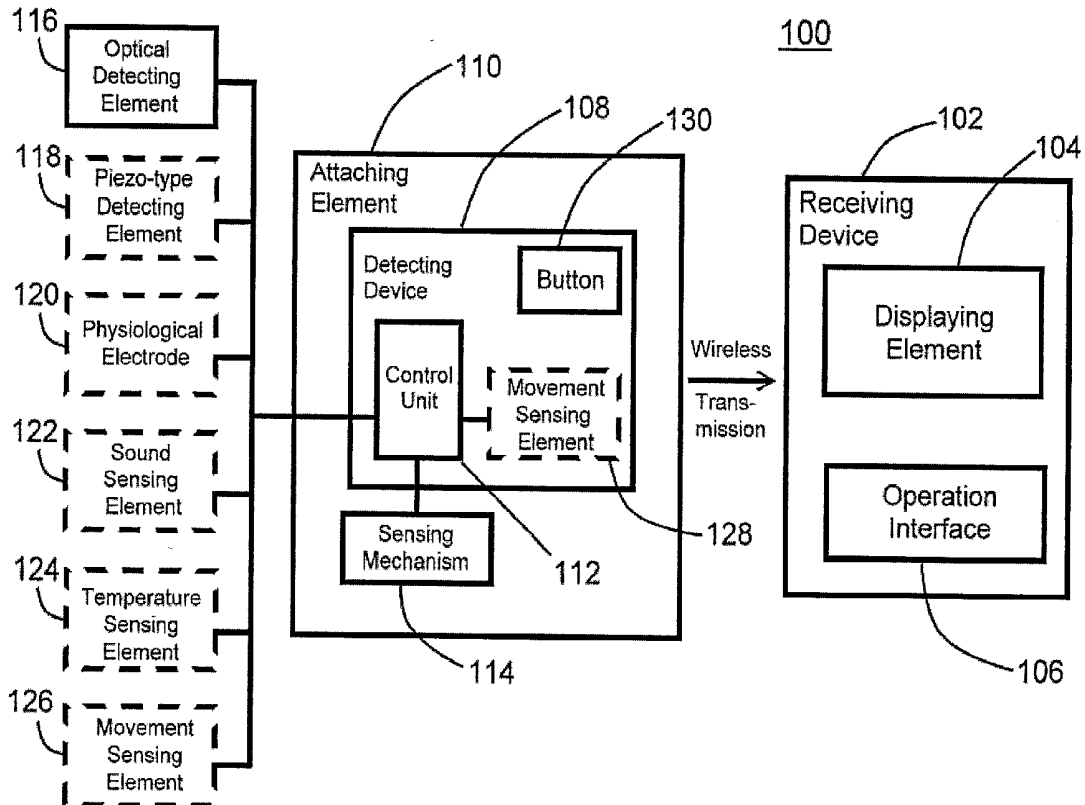 100
116
Optical
Detecting
Element
118
Piezo-type
Detecting
Element
120
Physiological
Electrode
122
Sound
Sensing
Element
124
Temperature
Sensing
Element
126
Movement
Sensing
Element
110
108
130
Attaching
Element
Detecting
Device
Button
Control
Unit
Movement
Sensing
Element
128
112
Sensing
Mechanism
114
Wireless
Trans-
mission
102
104
Receiving
Device
Displaying
Element
Operation
Interface
106